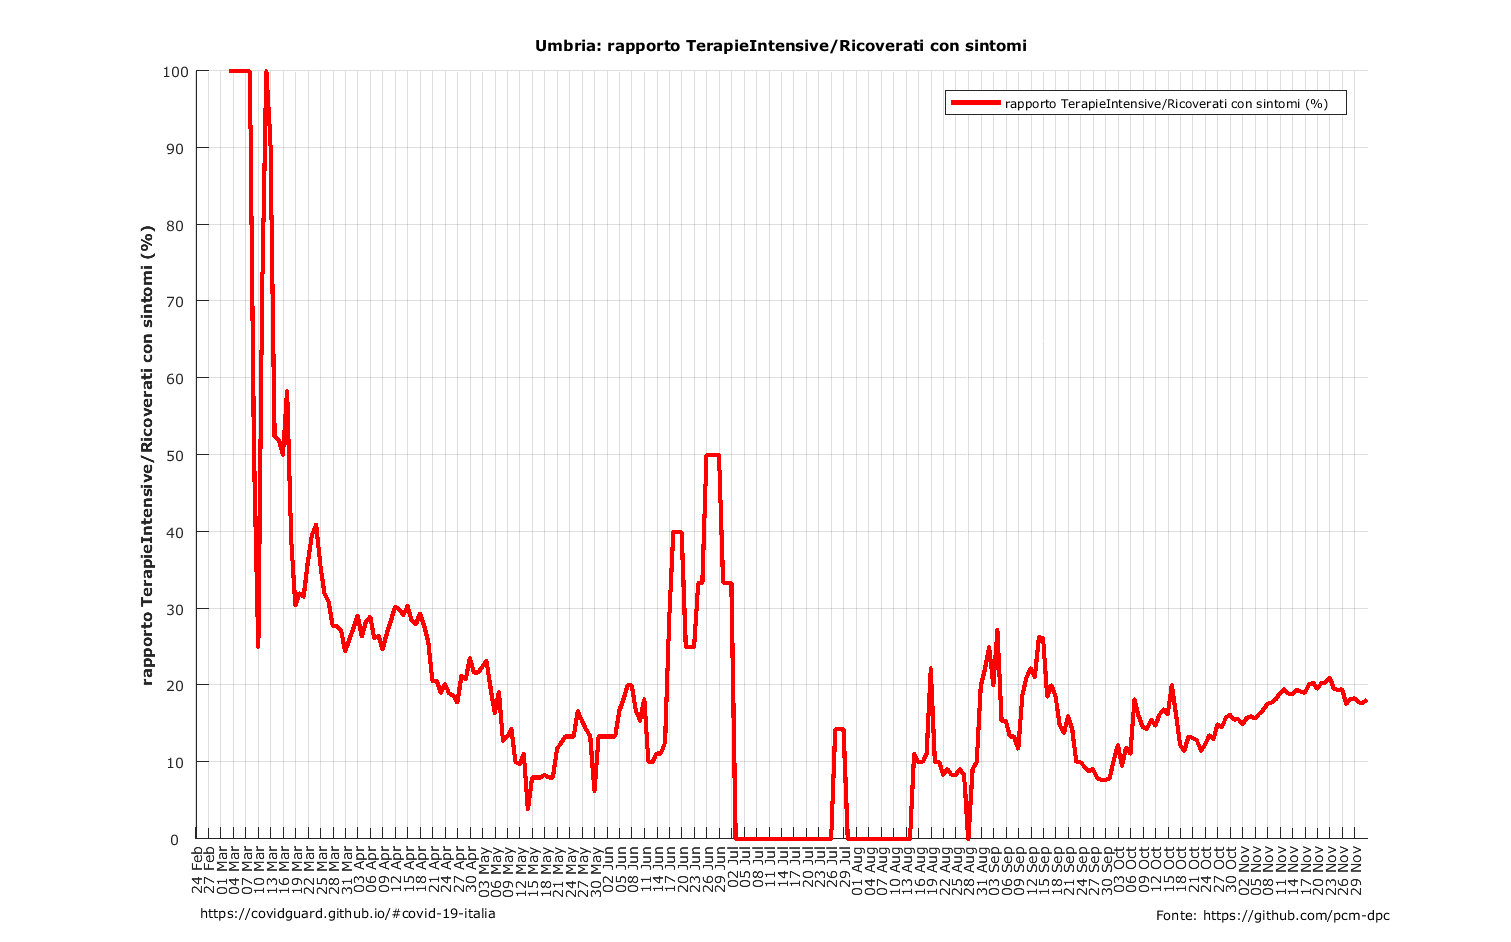 Umbria: rapporto TerapieIntensive/Ricoverati con sintomi
rapporto TerapieIntensive/Ricoverati con sintomi (%)
rapporto TerapieIntensive/Ricoverati con sintomi (%)
100
90
80
70
60
50
40
30
20
10
0
24 Feb
27 Feb
01 Mar
04 Mar
07 Mar
10 Mar
13 Mar
16 Mar
19 Mar
22 Mar
25 Mar
28 Mar
31 Mar
03 Apr
06 Apr
09 Apr
12 Apr
15 Apr
18 Apr
21 Apr
24 Apr
27 Apr
30 Apr
03 May
06 May
09 May
12 May
15 May
18 May
21 May
24 May
27 May
30 May
02 Jun
05 Jun
08 Jun
11 Jun
14 Jun
17 Jun
20 Jun
23 Jun
26 Jun
29 Jun
02 Jul
05 Jul
08 Jul
11 Jul
14 Jul
17 Jul
20 Jul
23 Jul
26 Jul
29 Jul
01 Aug
04 Aug
07 Aug
10 Aug
13 Aug
16 Aug
19 Aug
22 Aug
25 Aug
28 Aug
31 Aug
03 Sep
06 Sep
09 Sep
12 Sep
15 Sep
18 Sep
21 Sep
24 Sep
27 Sep
30 Sep
03 Oct
06 Oct
09 Oct
12 Oct
15 Oct
18 Oct
21 Oct
24 Oct
27 Oct
30 Oct
02 Nov
05 Nov
08 Nov
11 Nov
14 Nov
17 Nov
20 Nov
23 Nov
26 Nov
29 Nov
https://covidguard.github.io/#covid-19-italia
Fonte: https://github.com/pcm-dpc